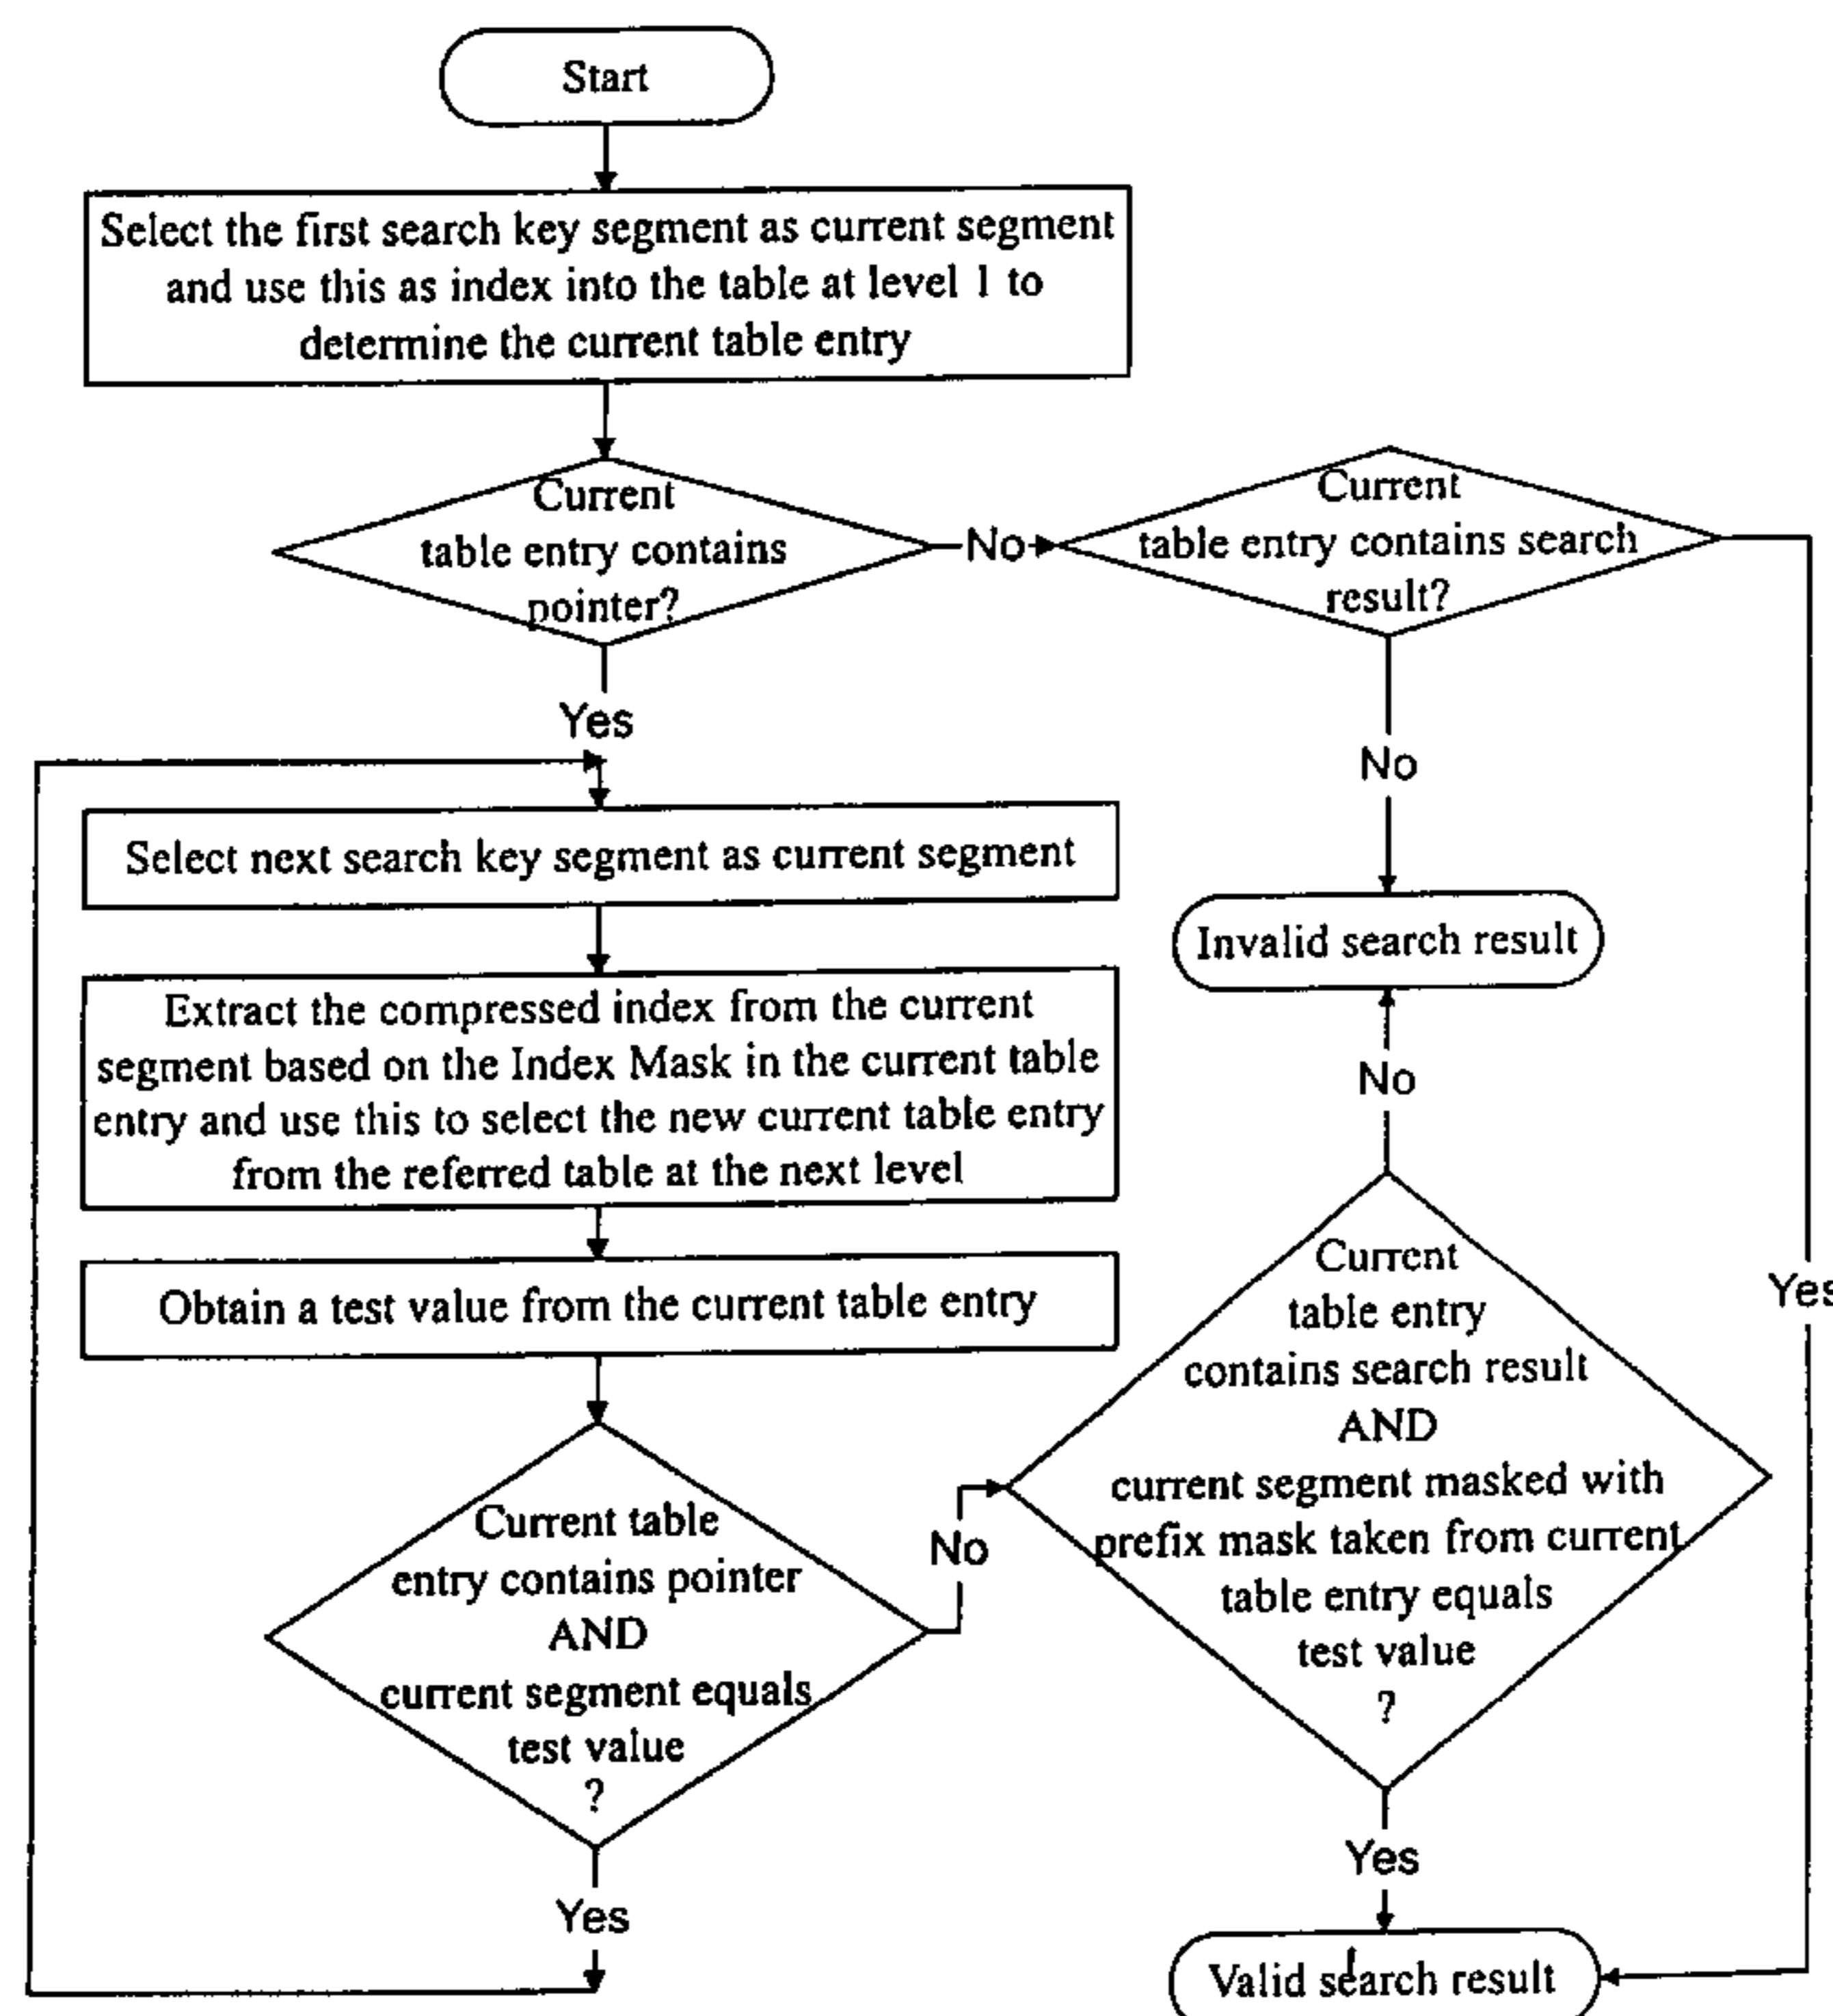 Start
Select the first search key segment as current segment
and use this as index into the table at level 1 to
determine the current table entry
Current
table entry contains
pointer?
No
Current
table entry contains search
result?
Yes
No
Select next search key segment as current segment
Invalid search result
Extract the compressed index from the current
segment based on the Index Mask in the current table
entry and use this to select the new current table entry
from the referred table at the next level
No
Obtain a test value from the current table entry
Yes
Current
table entry
contains search result
AND
current segment masked with
prefix mask taken from current
table entry equals
test value
?
Current table
entry contains pointer
AND
current segment equals
test value
?
No
Yes
Yes
Valid search result